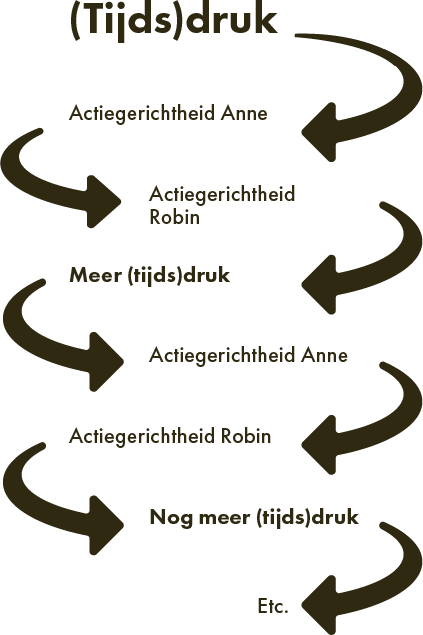 (Tijds)druk
Actiegerichtheid Anne
Actiegerichtheid
Robin
Meer (tijds)druk
Actiegerichtheid Anne
Actiegerichtheid Robin
Nog meer (tijds)druk
Etc.